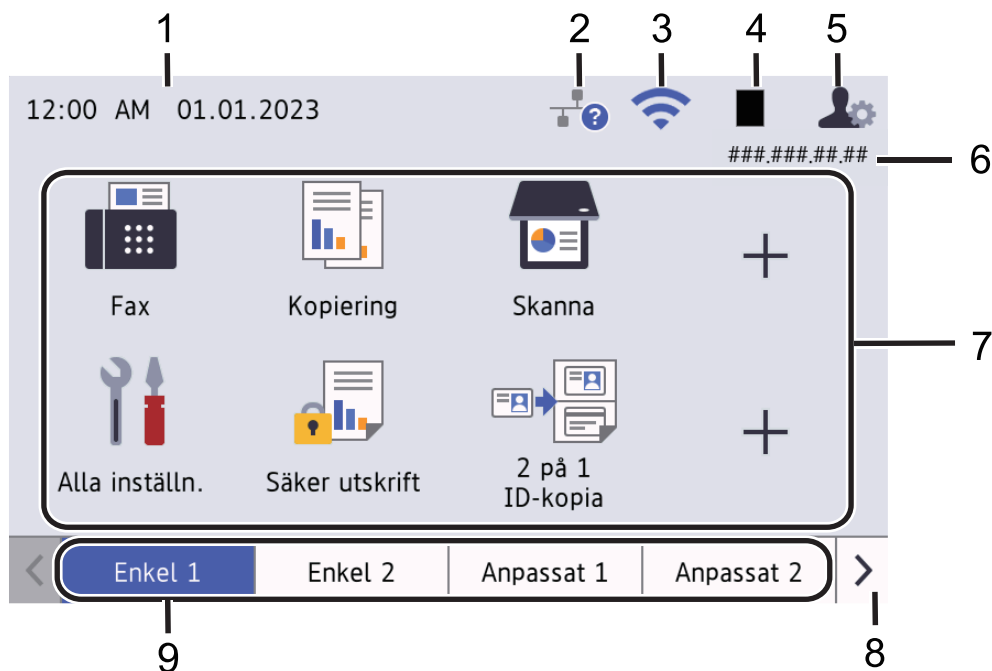 1 2 3 4 5
12:00 AM 01.01.2023
?
###.###.##.## 6
Fax Kopiering Skanna
7
Alla inställn. Säker utskrift 2 på 1
ID-kopia
Enkel 1 Enkel 2 Anpassat 1 Anpassat 2
9 8